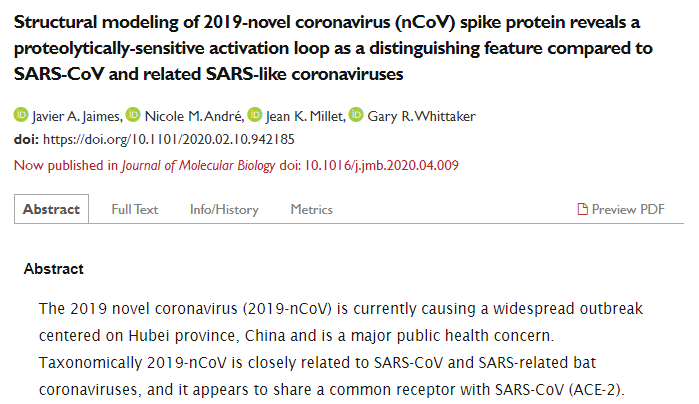 Structural modeling of 2019-novel coronavirus (nCoV) spike protein reveals a
proteolytically-sensitive activation loop as a distinguishing feature compared to
SARS-CoV and related SARS-like coronaviruses
iD Javier A. Jaimes, iD Nicole M. André, iD Jean K. Millet, iD Gary R. Whittaker
doi: https://doi.org/10.1101/2020.02.10.942185
Now published in Journal of Molecular Biology doi: 10.1016/j.jmb.2020.04.009
Abstract Full Text Info/History Metrics Preview PDF
Abstract
The 2019 novel coronavirus (2019-nCoV) is currently causing a widespread outbreak
centered on Hubei province, China and is a major public health concern.
Taxonomically 2019-nCoV is closely related to SARS-CoV and SARS-related bat
coronaviruses, and it appears to share a common receptor with SARS-CoV (ACE-2).